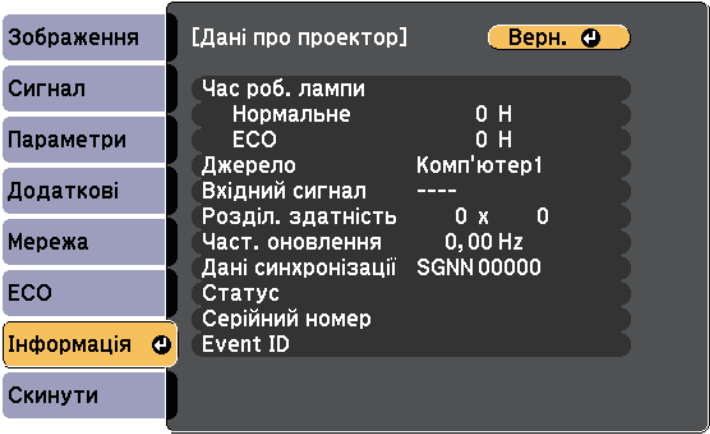 Зображення
Сигнал
Параметри
Додаткові
Мережа
ECO
Інформація
Скинути
[Дані про проектор]
Верн.
Час роб. лампи
Нормальне 0 H
ECO 0 H
Джерело Комп'ютер1
Вхідний сигнал ----
Розділ. здатність 0 x 0
Част. оновлення 0,00 Hz
Дані синхронізації SGNN 00000
Статус
Серійний номер
Event ID